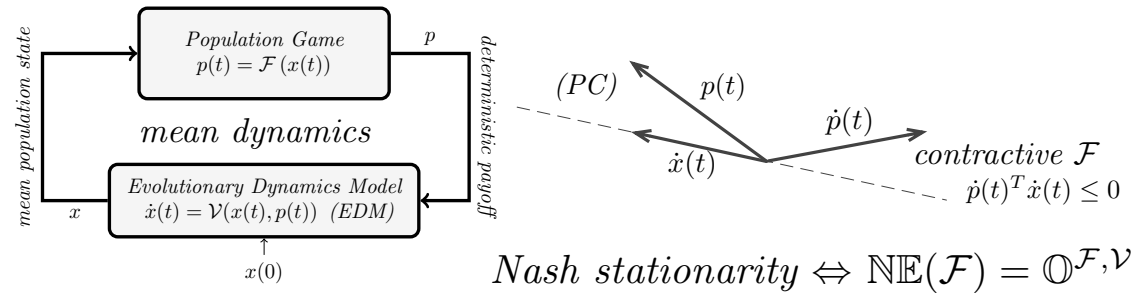 Population Game
p(t) = ℱ (x(t))
p
mean population state
deterministic payoff
mean dynamics
Evolutionary Dynamics Model
ẋ(t) = 𝒱(x(t), p(t)) (EDM)
x
x(0)
(PC)
p(t)
ṗ(t)
ẋ(t)
contractive ℱ
ṗ(t)ᵀẋ(t) ≤ 0
Nash stationarity ⇔ ℕ𝔼(ℱ) = 𝕆^{ℱ,𝒱}